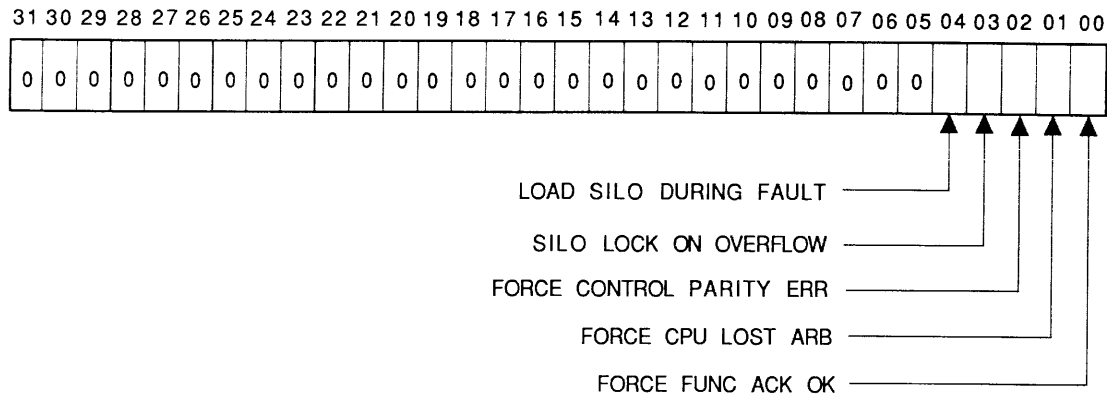 31 30 29 28 27 26 25 24 23 22 21 20 19 18 17 16 15 14 13 12 11 10 09 08 07 06 05 04 03 02 01 00
0 0 0 0 0 0 0 0 0 0 0 0 0 0 0 0 0 0 0 0 0 0 0 0 0 0 0
LOAD SILO DURING FAULT
SILO LOCK ON OVERFLOW
FORCE CONTROL PARITY ERR
FORCE CPU LOST ARB
FORCE FUNC ACK OK